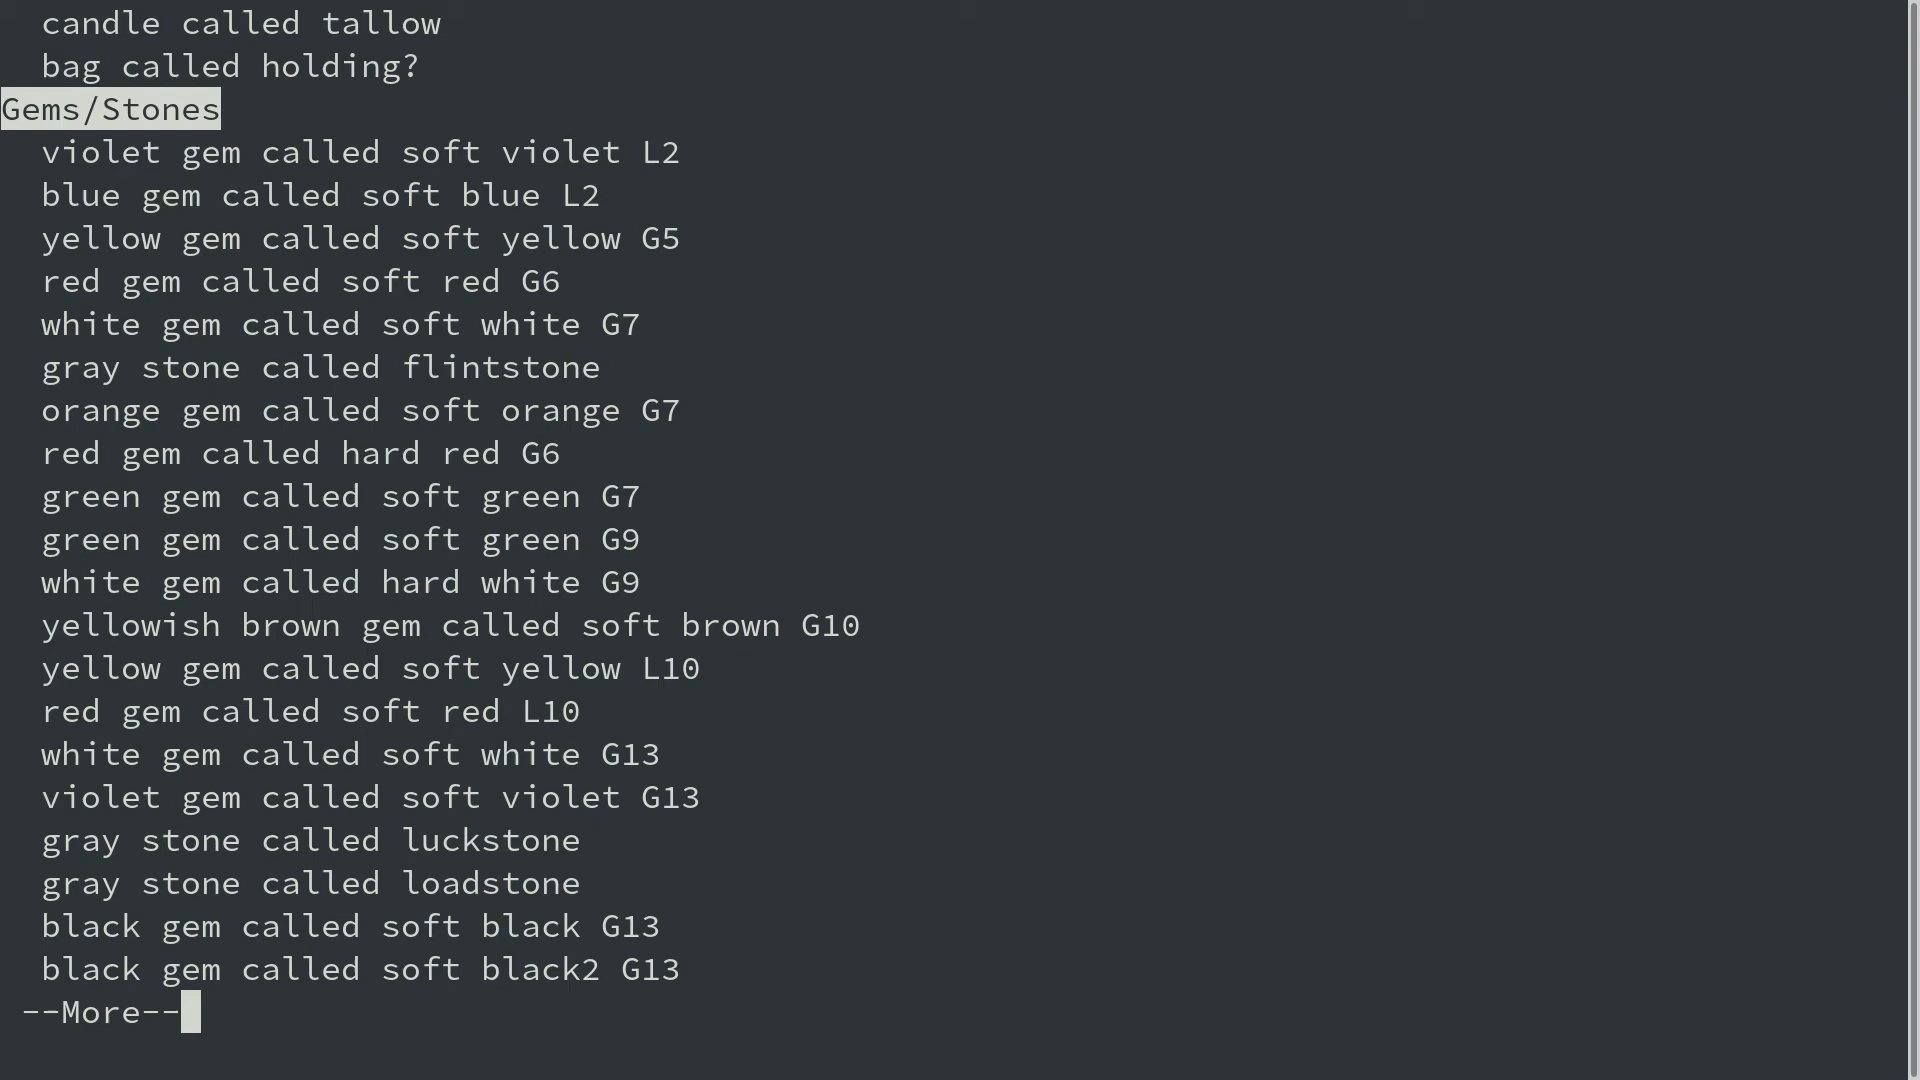 candle called tallow
bag called holding?
Gems/Stones
violet gem called soft violet L2
blue gem called soft blue L2
yellow gem called soft yellow G5
red gem called soft red G6
white gem called soft white G7
gray stone called flintstone
orange gem called soft orange G7
red gem called hard red G6
green gem called soft green G7
green gem called soft green G9
white gem called hard white G9
yellowish brown gem called soft brown G10
yellow gem called soft yellow L10
red gem called soft red L10
white gem called soft white G13
violet gem called soft violet G13
gray stone called luckstone
gray stone called loadstone
black gem called soft black G13
black gem called soft black2 G13
--More--